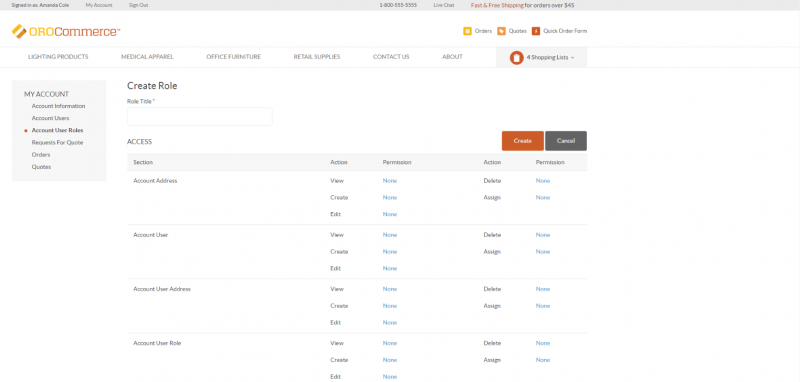 Signed in as: Amanda Cole My Account Sign Out 1-800-555-5555 Live Chat Fast & Free Shipping for orders over $45
OROCommerce™ Orders Quotes Quick Order Form
LIGHTING PRODUCTS MEDICAL APPAREL OFFICE FURNITURE RETAIL SUPPLIES CONTACT US ABOUT 4 Shopping Lists
MY ACCOUNT
Account Information
Account Users
Account User Roles
Requests For Quote
Orders
Quotes
Create Role
Role Title *
ACCESS Create Cancel
Section Action Permission Action Permission
Account Address View None Delete None
Create None Assign None
Edit None
Account User View None Delete None
Create None Assign None
Edit None
Account User Address View None Delete None
Create None Assign None
Edit None
Account User Role View None Delete None
Create None Assign None
Edit None